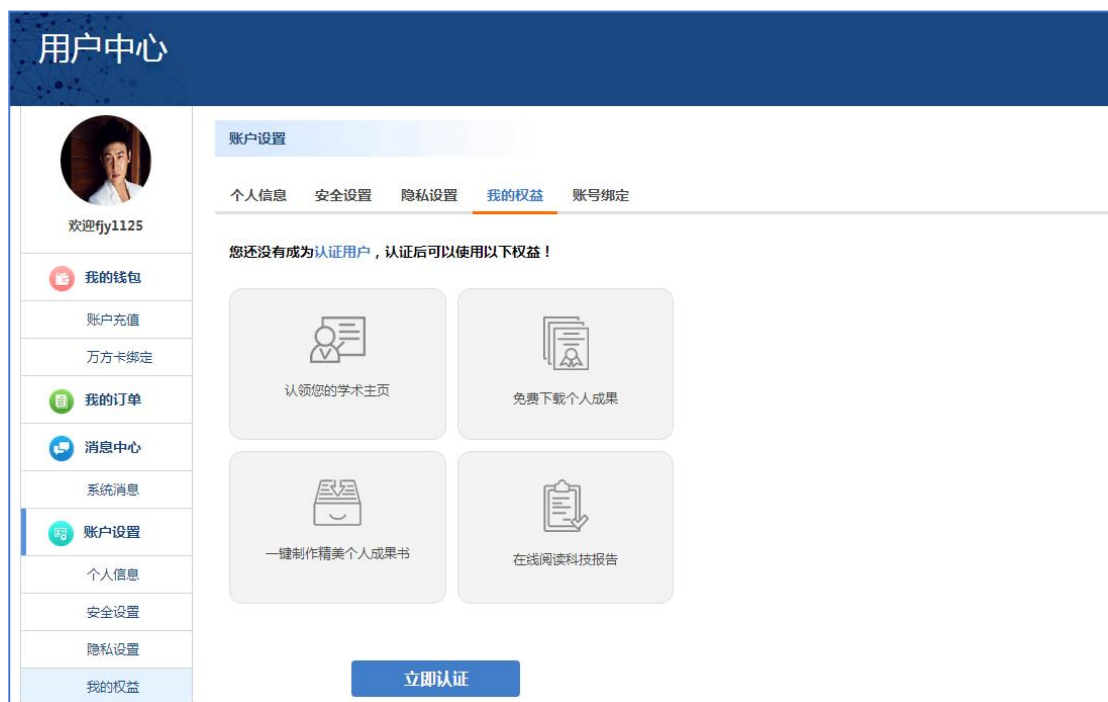 用户中心
欢迎fjy1125
我的钱包
账户充值
万方卡绑定
我的订单
消息中心
系统消息
账户设置
个人信息
安全设置
隐私设置
我的权益
账户设置
个人信息 安全设置 隐私设置 我的权益 账号绑定
您还没有成为认证用户，认证后可以使用以下权益！
认领您的学术主页
免费下载个人成果
一键制作精美个人成果书
在线阅读科技报告
立即认证